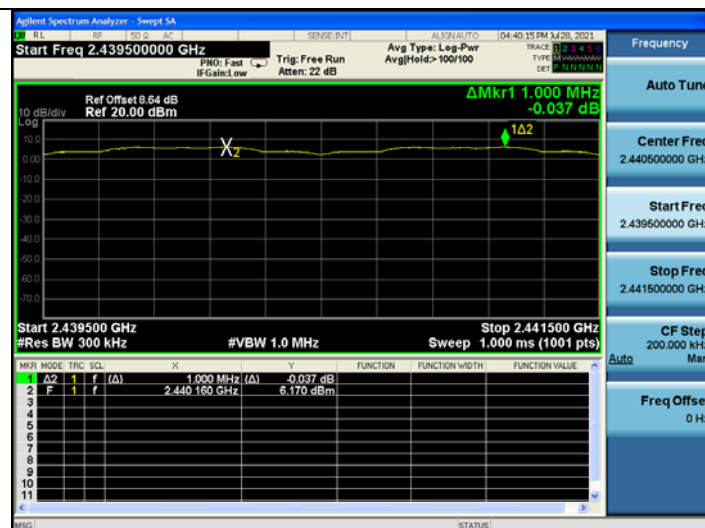 Agilent Spectrum Analyzer - Swept SA
RL RF 50 Ω AC SENSE:INT ALIGNAUTO 04:40:15 PM Jul 28, 2021
Start Freq 2.439500000 GHz
PNO: Fast
IFGain:Low
Trig: Free Run
Atten: 22 dB
Avg Type: Log-Pwr
Avg|Hold:>100/100
TRACE 1 2 3 4 5 6
TYPE M
DET P N N N N N
ΔMkr1 1.000 MHz
-0.037 dB
Ref Offset 8.64 dB
10 dB/div Ref 20.00 dBm
Log
10.0
0.00
-10.0
-20.0
-30.0
-40.0
-50.0
-60.0
-70.0
X2
1Δ2
Start 2.439500 GHz Stop 2.441500 GHz
#Res BW 300 kHz #VBW 1.0 MHz Sweep 1.000 ms (1001 pts)
MKR MODE TRC SCL X Y FUNCTION FUNCTION WIDTH FUNCTION VALUE
1 Δ2 1 f (Δ) 1.000 MHz (Δ) -0.037 dB
2 F 1 f 2.440 160 GHz 6.170 dBm
3
4
5
6
7
8
9
10
11
MSG STATUS
Frequency
Auto Tune
Center Freq
2.440500000 GHz
Start Freq
2.439500000 GHz
Stop Freq
2.441500000 GHz
CF Step
200.000 kHz
Auto Man
Freq Offset
0 Hz